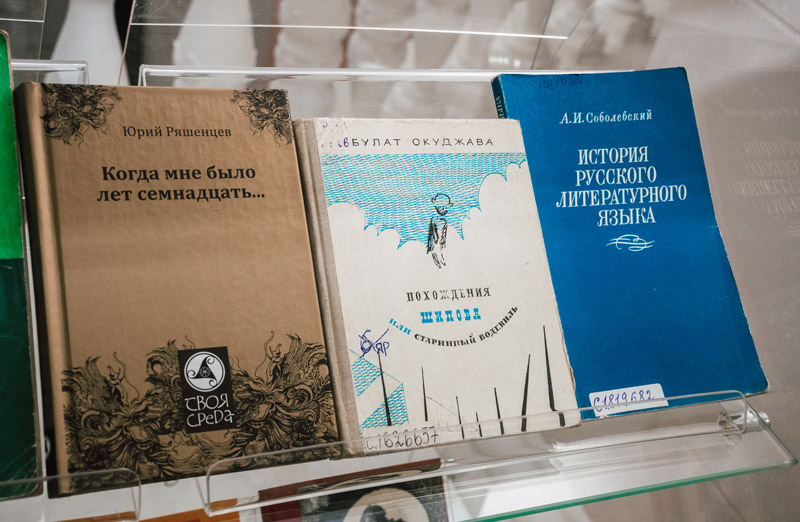 Юрий Ряшенцев
Когда мне было
лет семнадцать...
ТВОЯ
СРЕДА
БУЛАТ ОКУДЖАВА
ПОХОЖДЕНИЯ
ШИПОВА
ИЛИ СТАРИННЫЙ ВОДЕВИЛЬ
С.1626657
А.И.Соболевский
ИСТОРИЯ
РУССКОГО
ЛИТЕРАТУРНОГО
ЯЗЫКА
С1819682